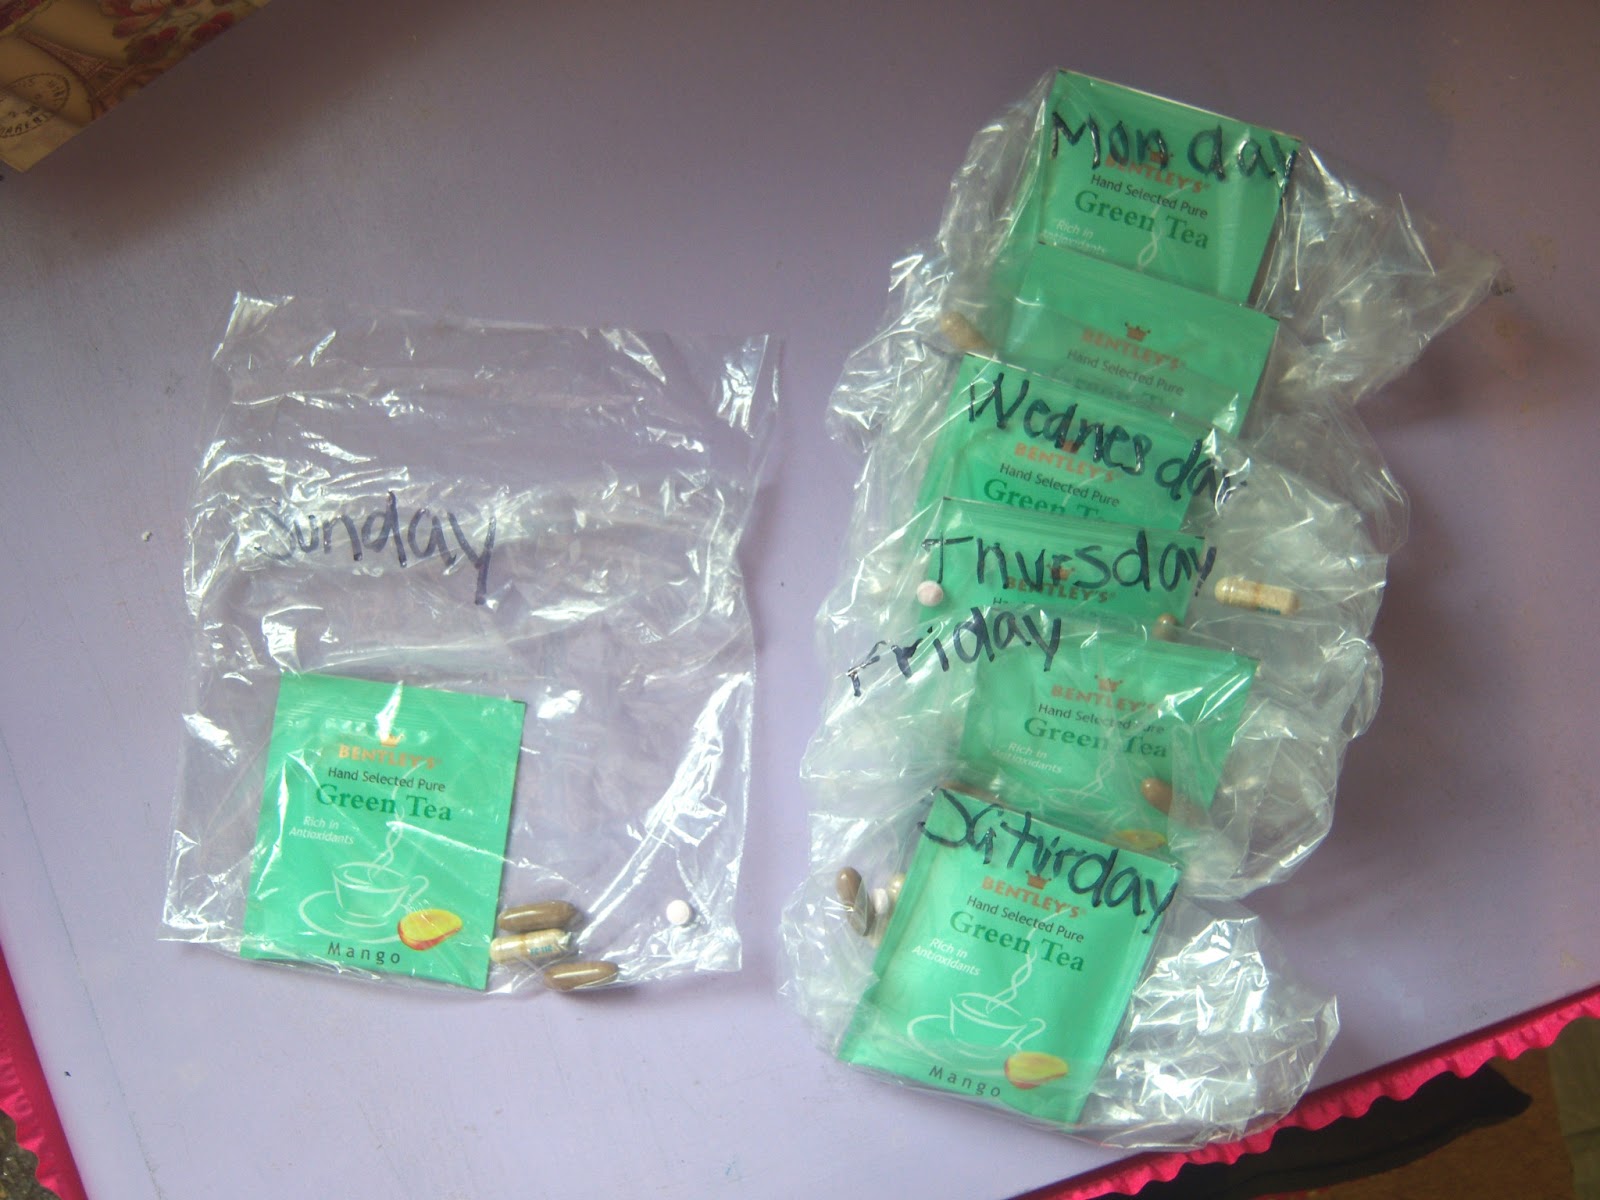 Sunday
BENTLEY'S®
Hand Selected Pure
Green Tea
Rich in
Antioxidants
Mango
Monday
BENTLEY'S®
Hand Selected Pure
Green Tea
Rich in
Antioxidants
BENTLEY'S®
Hand Selected Pure
Wednesday
BENTLEY'S
Hand Selected Pure
Green T
Thursday
BENTLEY'S
Friday
BENTLEY'S
Hand Selected Pure
Green Tea
Rich in
Antioxidants
Saturday
BENTLEY'S®
Hand Selected Pure
Green Tea
Rich in
Antioxidants
Mango